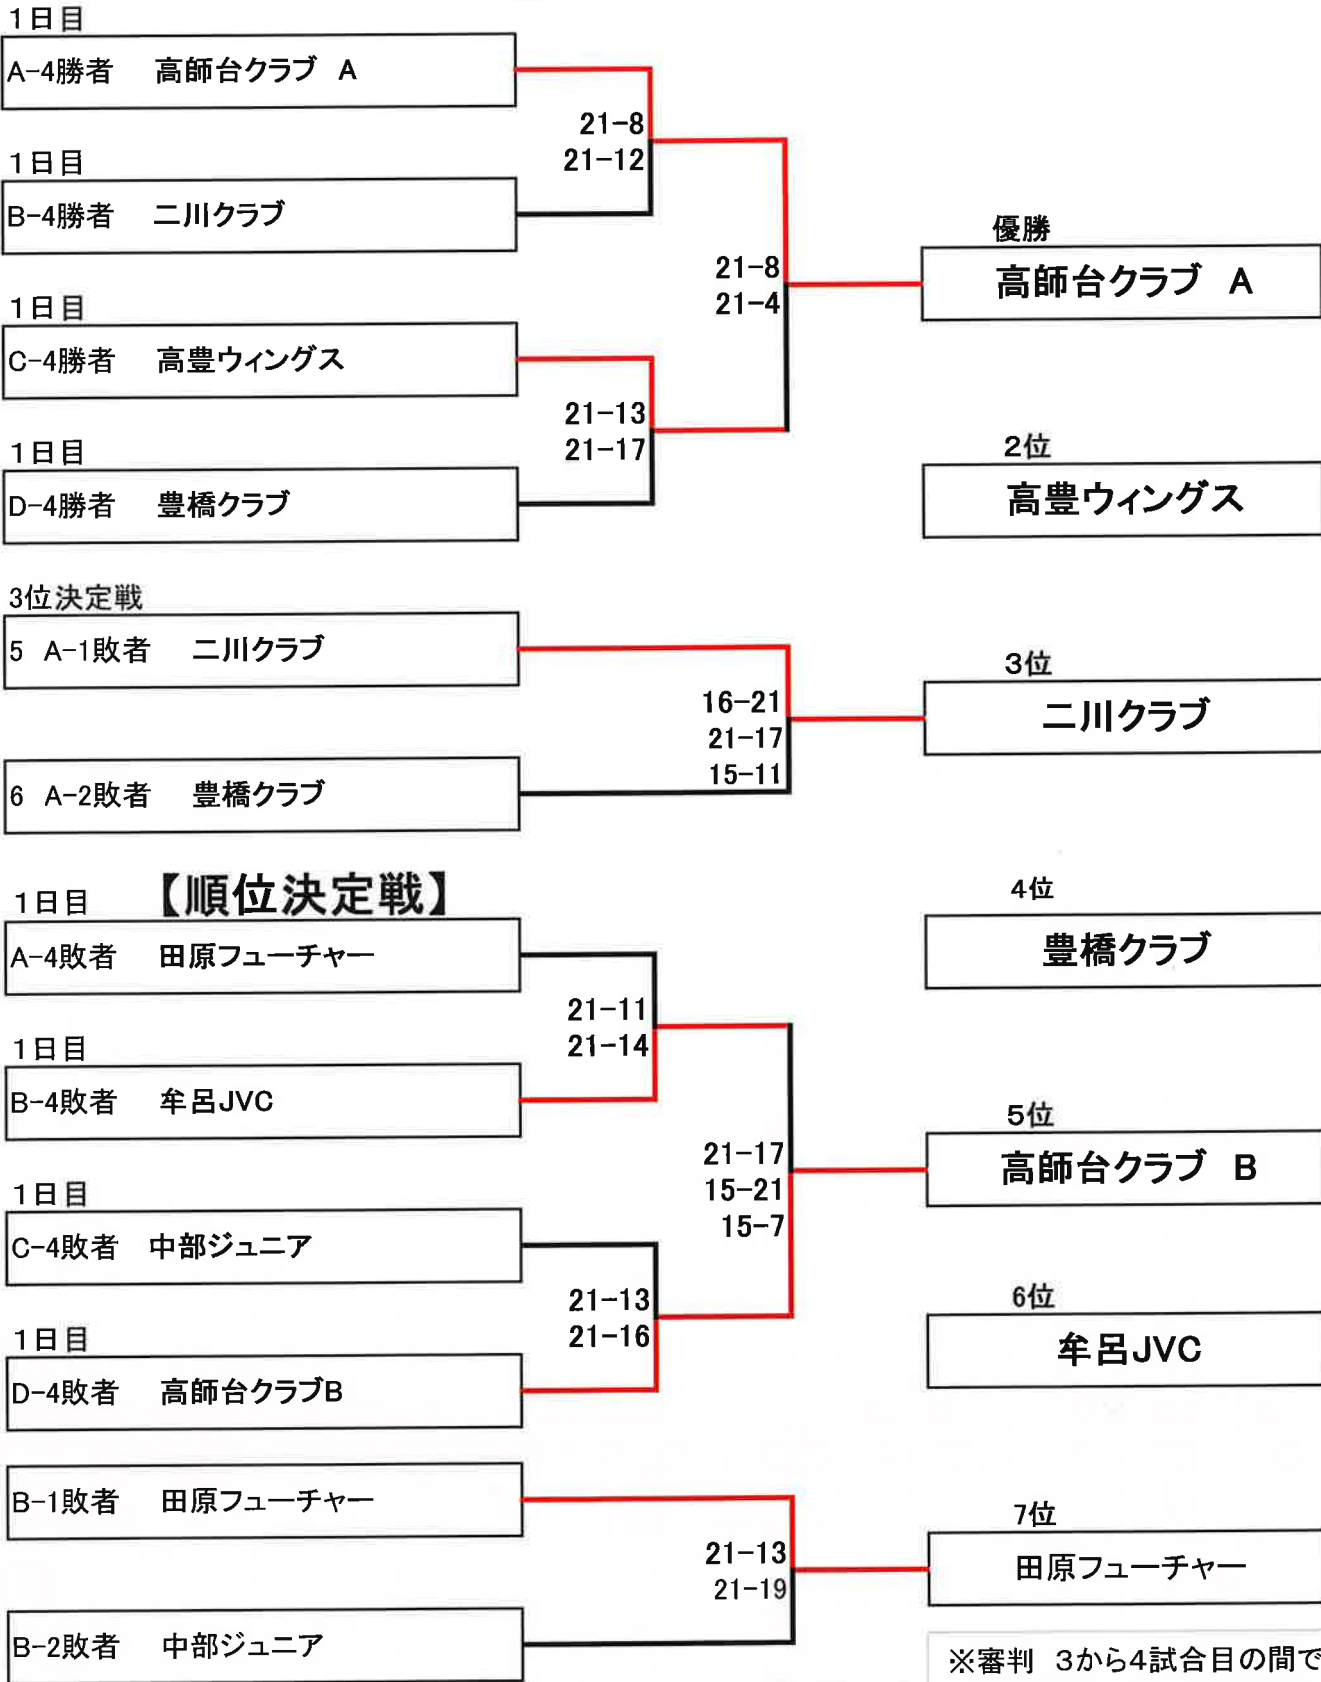 1日目
A-4勝者 高師台クラブ A
21-8
21-12
1日目
B-4勝者 二川クラブ
優勝
高師台クラブ A
21-8
21-4
1日目
C-4勝者 高豊ウィングス
21-13
21-17
1日目
D-4勝者 豊橋クラブ
2位
高豊ウィングス
3位決定戦
5 A-1敗者 二川クラブ
16-21
21-17
15-11
3位
二川クラブ
6 A-2敗者 豊橋クラブ
【順位決定戦】
4位
豊橋クラブ
1日目
A-4敗者 田原フューチャー
21-11
21-14
1日目
B-4敗者 牟呂JVC
21-17
15-21
15-7
5位
高師台クラブ B
1日目
C-4敗者 中部ジュニア
21-13
21-16
6位
牟呂JVC
1日目
D-4敗者 高師台クラブB
B-1敗者 田原フューチャー
21-13
21-19
7位
田原フューチャー
B-2敗者 中部ジュニア
※審判 3から4試合目の間で